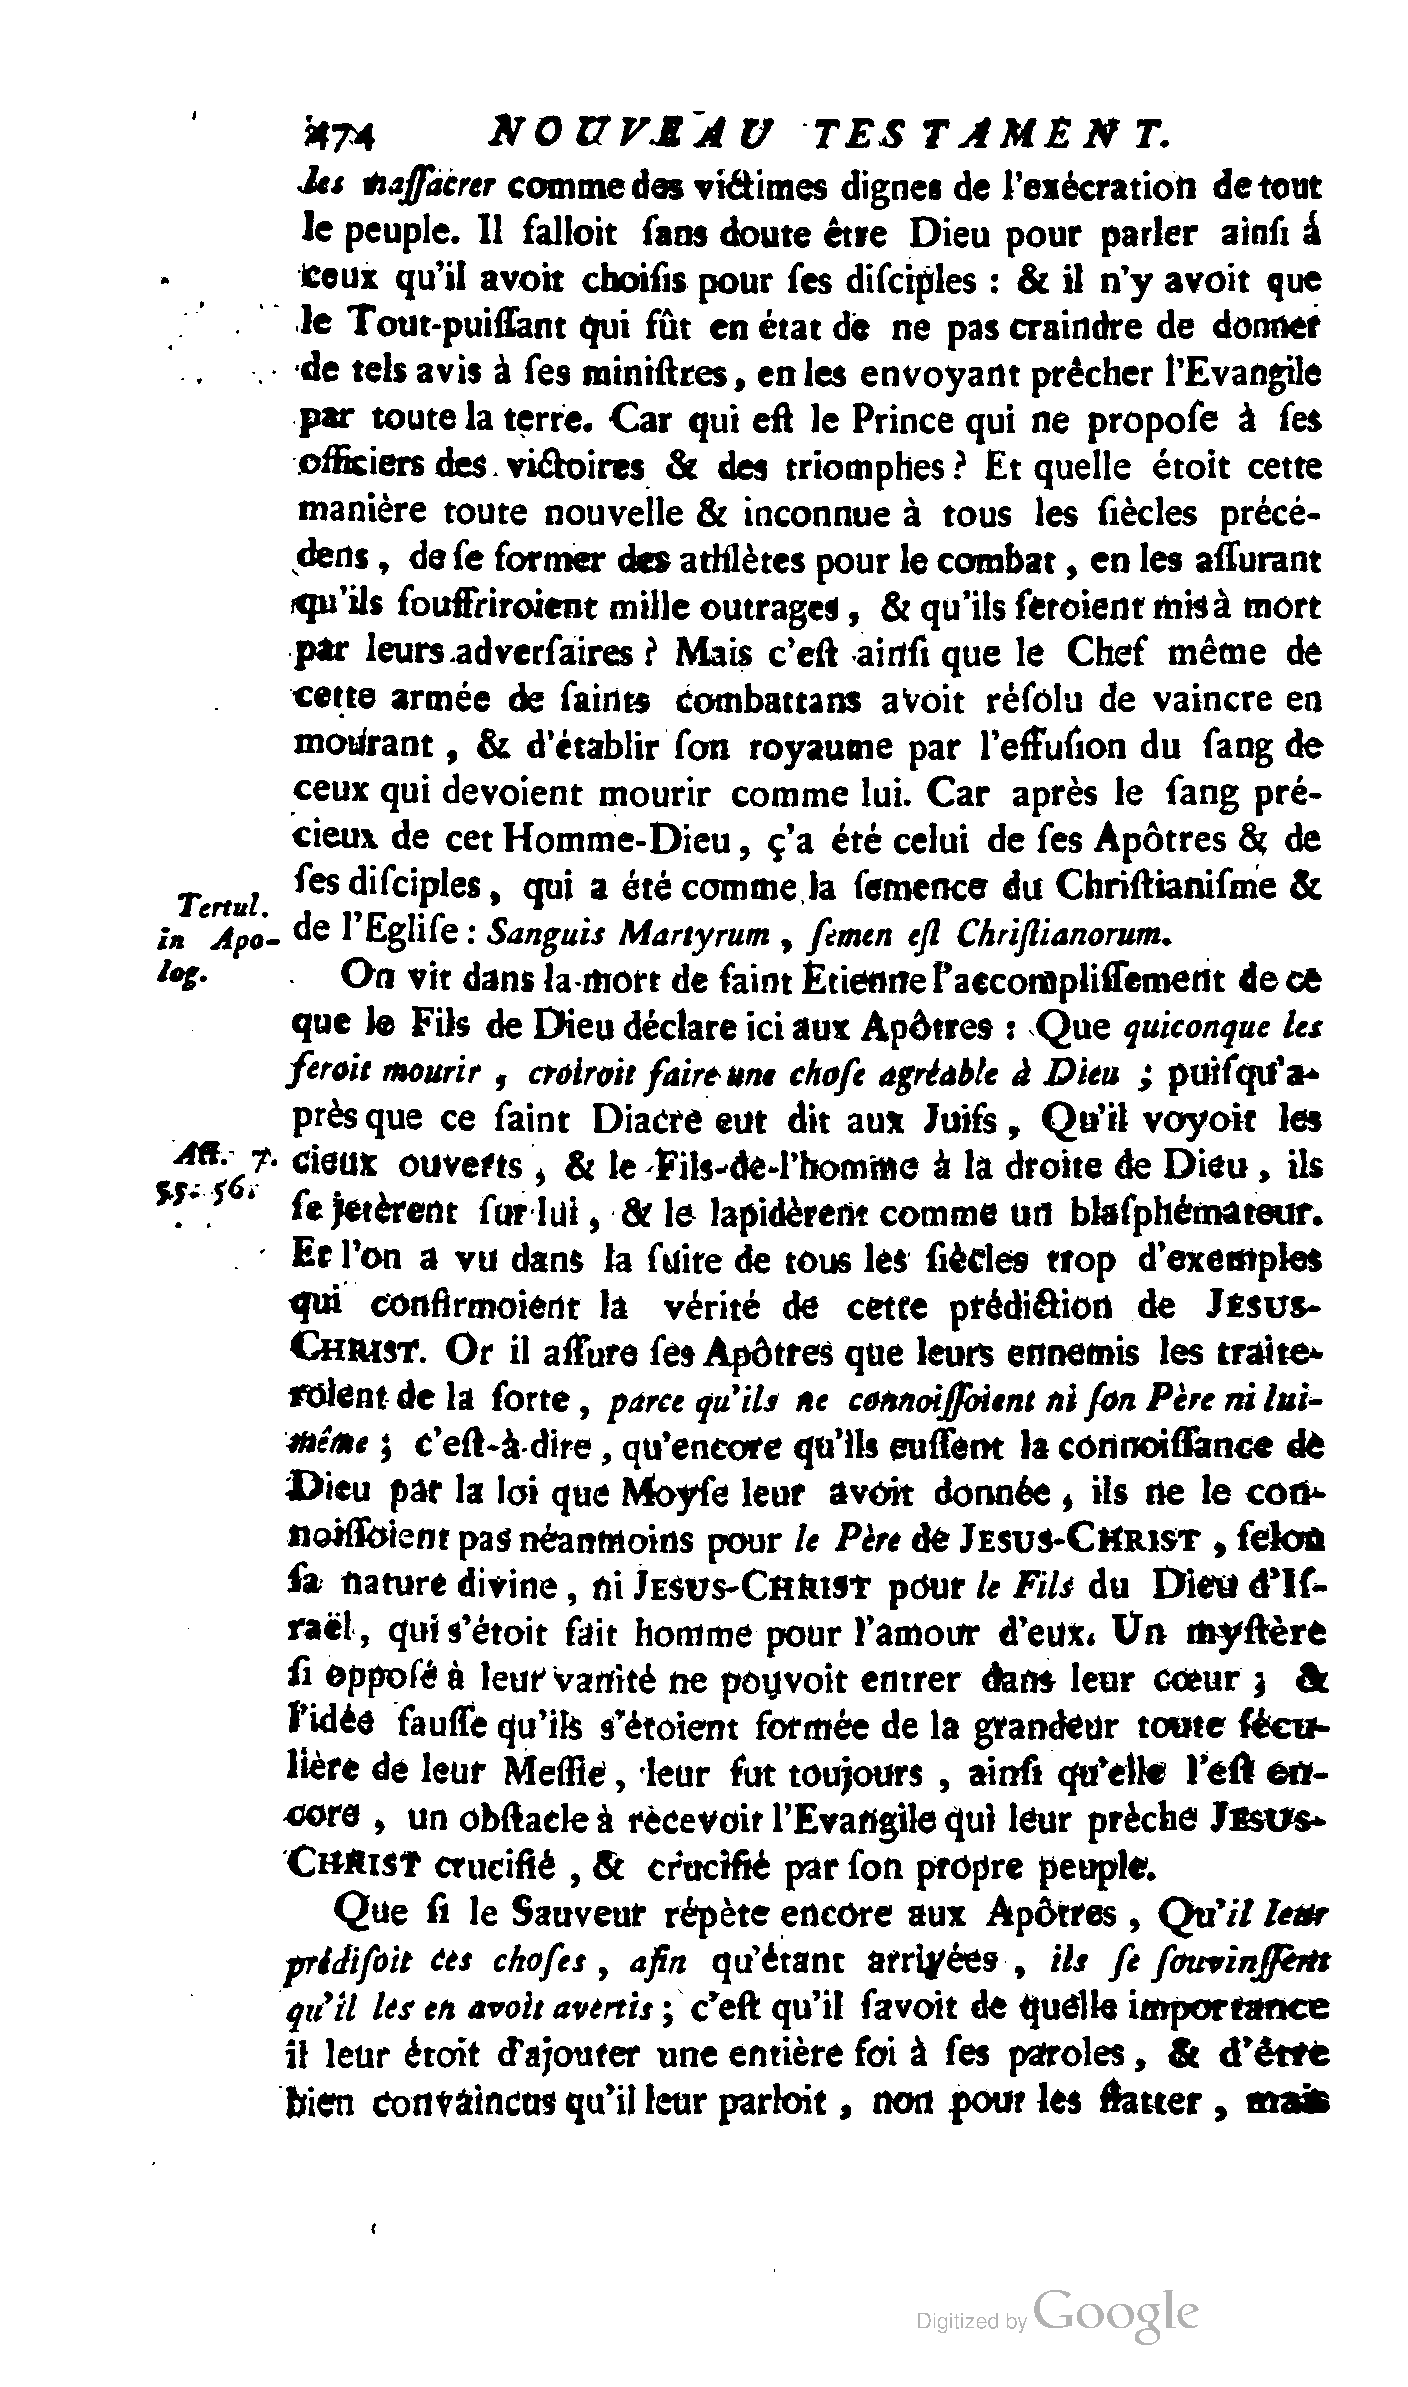 474 NOUVEAU TESTAMENT.
les massacrer comme des victimes dignes de l'exécration de tout
le peuple. Il falloit ſans doute être Dieu pour parler ainſi à
ceux qu'il avoit choiſis pour ſes diſciples : & il n'y avoit que
le Tout-puiſſant qui fût en état de ne pas craindre de donner
de tels avis à ſes miniſtres, en les envoyant prêcher l'Evangile
par toute la terre. Car qui eſt le Prince qui ne propoſe à ſes
officiers des victoires & des triomphes ? Et quelle étoit cette
manière toute nouvelle & inconnue à tous les ſiècles précé-
dens, de ſe former des athlètes pour le combat, en les aſſurant
qu'ils ſouffriroient mille outrages, & qu'ils ſeroient mis à mort
par leurs adverſaires ? Mais c'eſt ainſi que le Chef même de
cette armée de ſaints combattans avoit réſolu de vaincre en
mourant, & d'établir ſon royaume par l'effuſion du ſang de
ceux qui devoient mourir comme lui. Car après le ſang pré-
cieux de cet Homme-Dieu, ç'a été celui de ſes Apôtres & de
ſes diſciples, qui a été comme la ſemence du Chriſtianiſme &
Tertul.
in Apo-
log.
de l'Egliſe : Sanguis Martyrum, ſemen eſt Chriſtianorum.
On vit dans la mort de ſaint Etienne l'accompliſſement de ce
que le Fils de Dieu déclare ici aux Apôtres : Que quiconque les
feroit mourir, croiroit faire une choſe agréable à Dieu ; puiſqu'a-
près que ce ſaint Diacre eut dit aux Juifs, Qu'il voyoit les
Act. 7.
55. 56.
cieux ouverts, & le Fils-de-l'homme à la droite de Dieu, ils
ſe jetèrent ſur lui, & le lapidèrent comme un blaſphémateur.
Et l'on a vu dans la ſuite de tous les ſiècles trop d'exemples
qui confirmoient la vérité de cette prédiction de JESUS-
CHRIST. Or il aſſure ſes Apôtres que leurs ennemis les traite-
roient de la ſorte, parce qu'ils ne connoiſſoient ni ſon Père ni lui-
même ; c'eſt-à-dire, qu'encore qu'ils euſſent la connoiſſance de
Dieu par la loi que Moyſe leur avoit donnée, ils ne le con-
noiſſoient pas néanmoins pour le Père de JESUS-CHRIST, ſelon
ſa nature divine, ni JESUS-CHRIST pour le Fils du Dieu d'Iſ-
raël, qui s'étoit fait homme pour l'amour d'eux. Un myſtère
ſi oppoſé à leur vanité ne pouvoit entrer dans leur cœur ; &
l'idée fauſſe qu'ils s'étoient formée de la grandeur toute ſécu-
lière de leur Meſſie, leur fut toujours, ainſi qu'elle l'eſt en-
core, un obſtacle à recevoir l'Evangile qui leur prèche JESUS-
CHRIST crucifié, & crucifié par ſon propre peuple.
Que ſi le Sauveur répète encore aux Apôtres, Qu'il leur
prédiſoit ces choſes, afin qu'étant arrivées, ils ſe ſouvinſſent
qu'il les en avoit avertis ; c'eſt qu'il ſavoit de quelle importance
il leur étoit d'ajouter une entière foi à ſes paroles, & d'être
bien convaincus qu'il leur parloit, non pour les flatter, mais
Digitized by Google